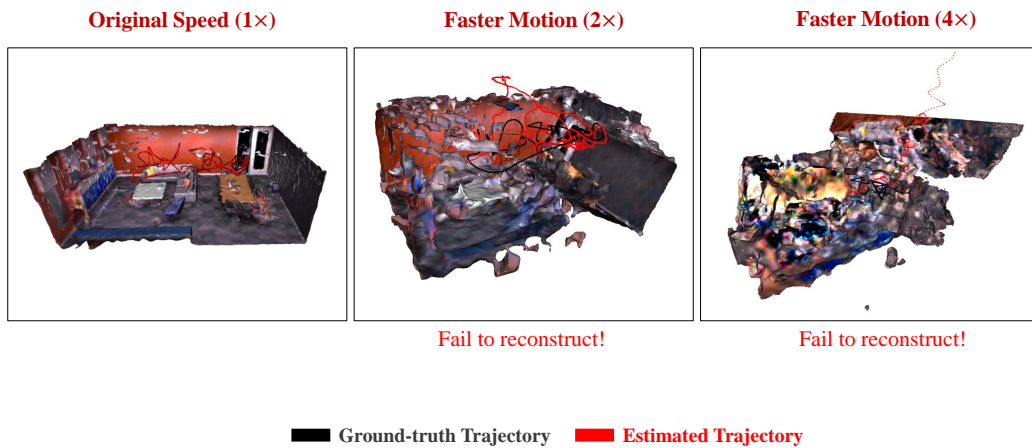 Original Speed (1×)
Faster Motion (2×)
Faster Motion (4×)
Fail to reconstruct!
Fail to reconstruct!
Ground-truth Trajectory
Estimated Trajectory